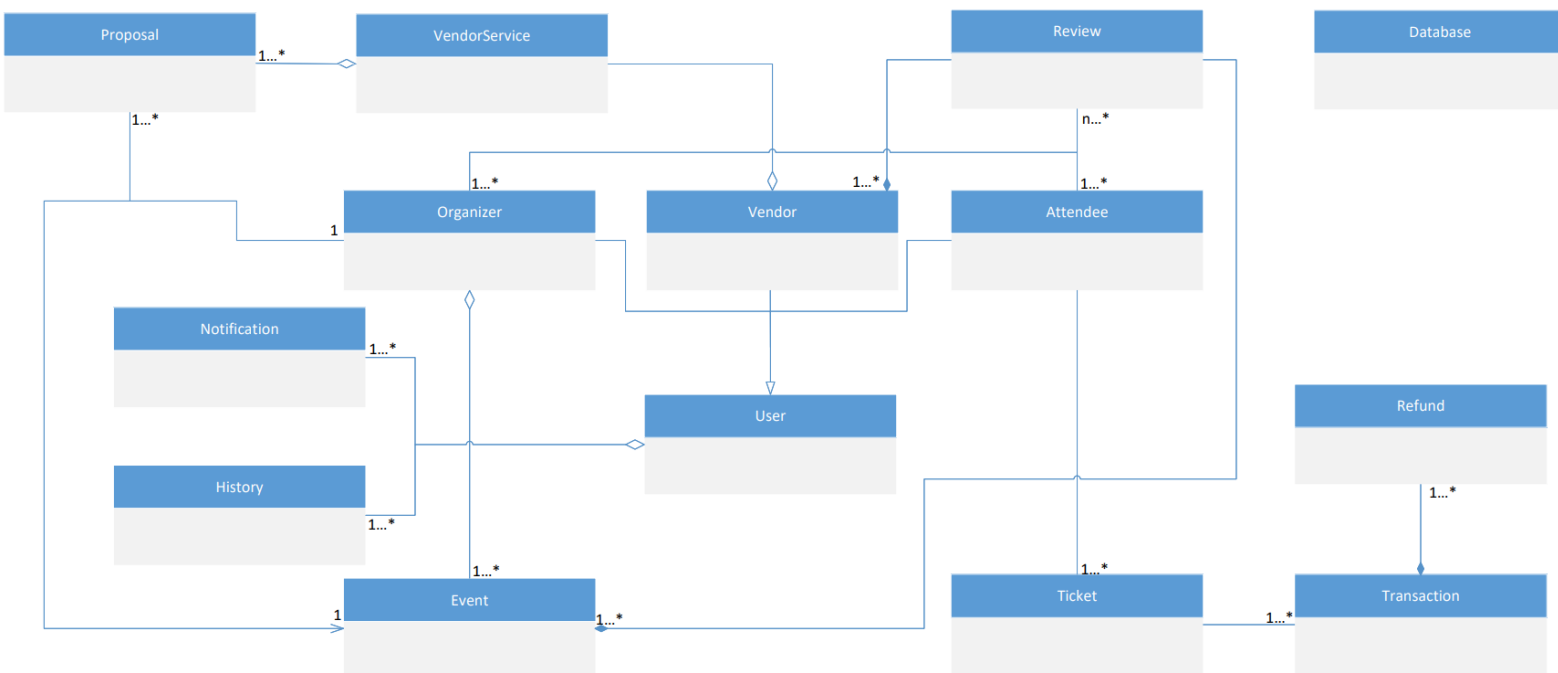 Proposal
VendorService
Review
Database
1...*
1...*
n...*
1...*
1...*
1...*
Organizer
Vendor
Attendee
1
Notification
1...*
User
Refund
History
1...*
1...*
1...*
1...*
Event
Ticket
Transaction
1
1...*
1...*